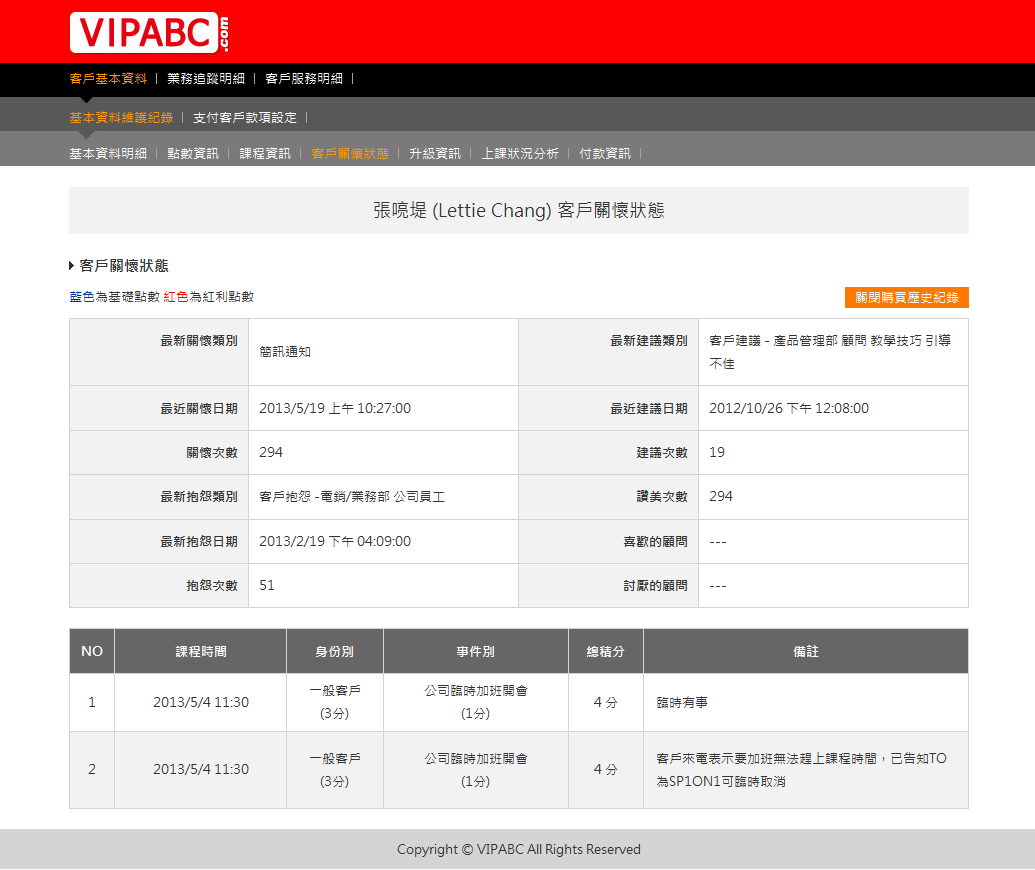 VIPABC.com
客戶基本資料 | 業務追蹤明細 | 客戶服務明細 |
基本資料維護紀錄 | 支付客戶款項設定 |
基本資料明細 | 點數資訊 | 課程資訊 | 客戶關懷狀態 | 升級資訊 | 上課狀況分析 | 付款資訊 |
張喨堤 (Lettie Chang) 客戶關懷狀態
客戶關懷狀態
藍色為基礎點數 紅色為紅利點數
關閉購買歷史紀錄
最新關懷類別 簡訊通知 最新建議類別 客戶建議 - 產品管理部 顧問 教學技巧 引導
不佳
最近關懷日期 2013/5/19 上午 10:27:00 最近建議日期 2012/10/26 下午 12:08:00
關懷次數 294 建議次數 19
最新抱怨類別 客戶抱怨 -電銷/業務部 公司員工 讚美次數 294
最新抱怨日期 2013/2/19 下午 04:09:00 喜歡的顧問 ---
抱怨次數 51 討厭的顧問 ---
NO 課程時間 身份別 事件別 總積分 備註
1 2013/5/4 11:30 一般客戶 公司臨時加班開會 4 分 臨時有事
(3分) (1分)
2 2013/5/4 11:30 一般客戶 公司臨時加班開會 4 分 客戶來電表示要加班無法趕上課程時間，已告知TO
(3分) (1分) 為SP1ON1可臨時取消
Copyright © VIPABC All Rights Reserved